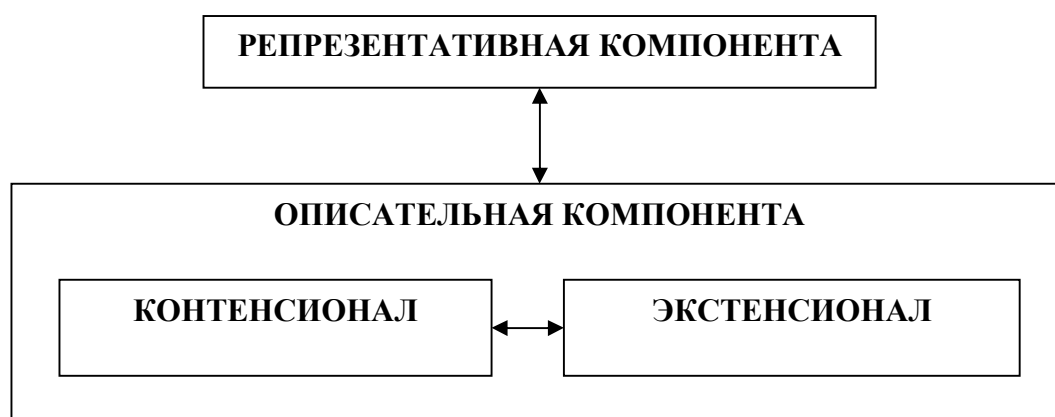 РЕПРЕЗЕНТАТИВНАЯ КОМПОНЕНТА
ОПИСАТЕЛЬНАЯ КОМПОНЕНТА
КОНТЕНСИОНАЛ
ЭКСТЕНСИОНАЛ